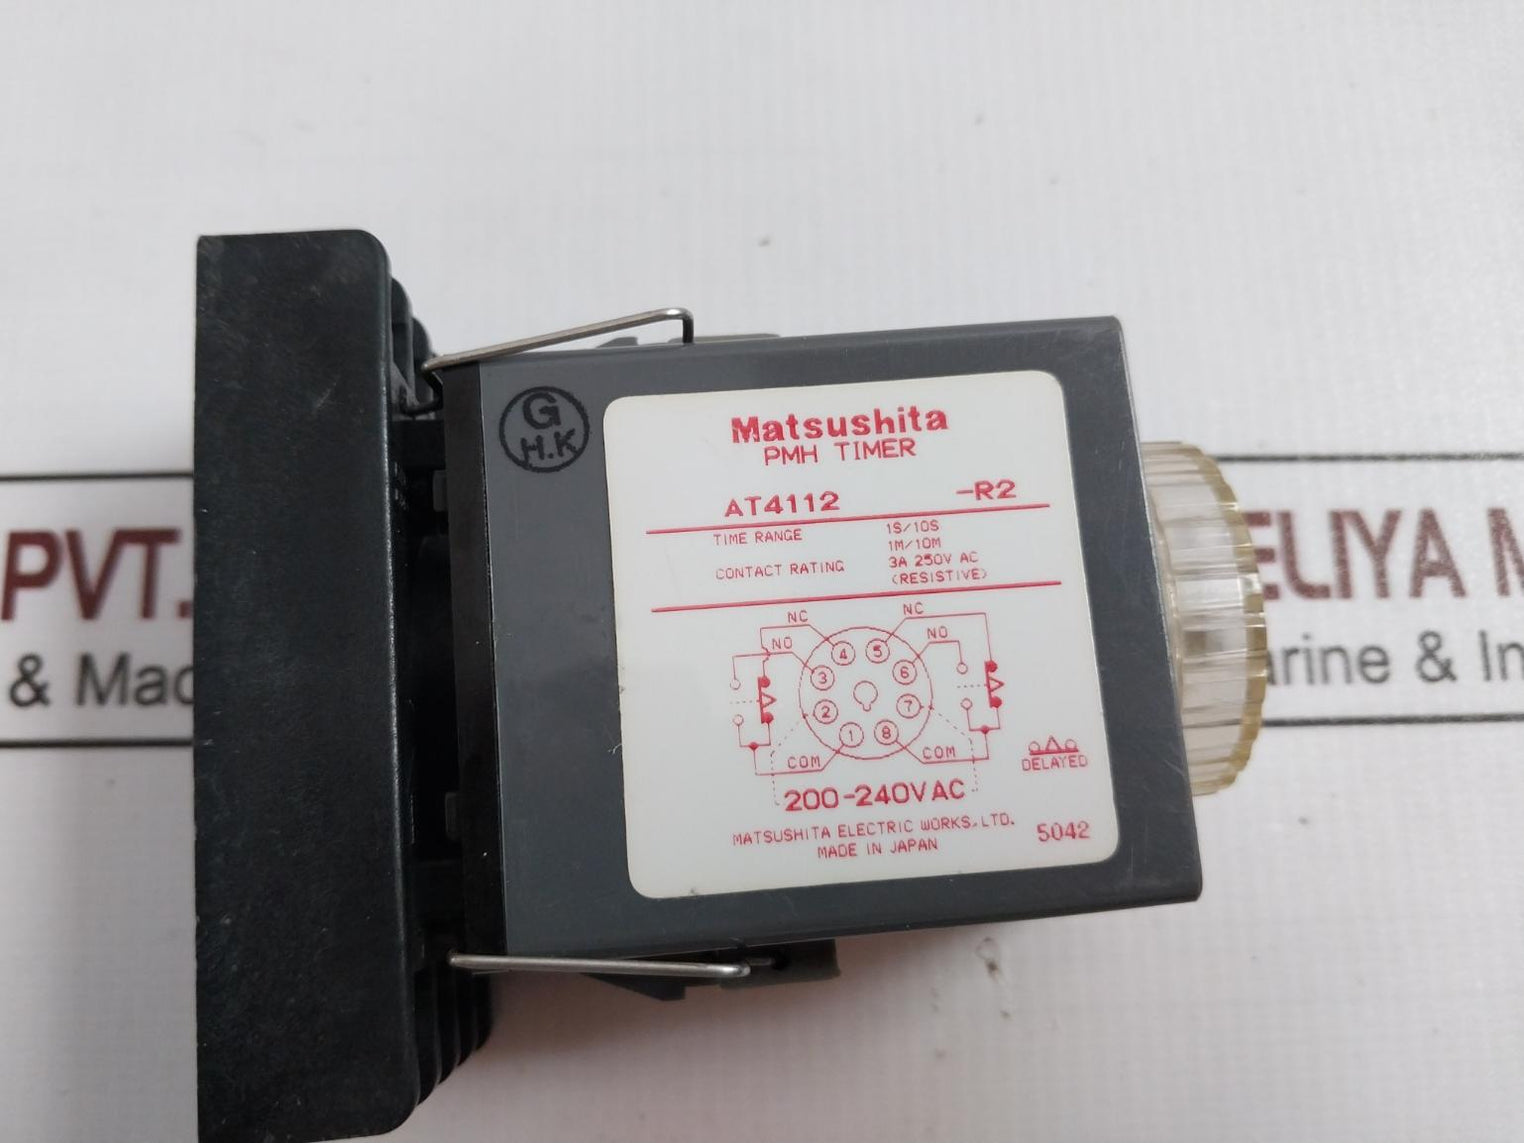 G
H.K
Matsushita
PMH TIMER
AT4112 -R2
TIME RANGE 1S/10S
1M/10M
CONTACT RATING 3A 250V AC
(RESISTIVE)
NC NC
NO NO
4 5
3 6
2 7
1 8
COM COM
DELAYED
200-240V AC
MATSUSHITA ELECTRIC WORKS, LTD.
MADE IN JAPAN
5042
PVT.
& Mac
ELIYA M
arine & In